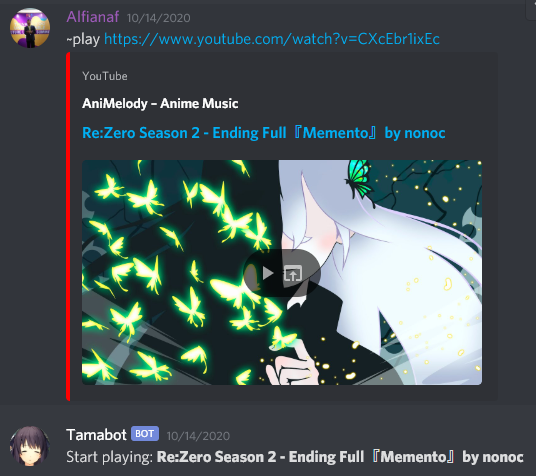 Alfianaf 10/14/2020
~play https://www.youtube.com/watch?v=CXcEbr1ixEc
YouTube
AniMelody – Anime Music
Re:Zero Season 2 - Ending Full『Memento』by nonoc
Tamabot BOT 10/14/2020
Start playing: Re:Zero Season 2 - Ending Full『Memento』by nonoc